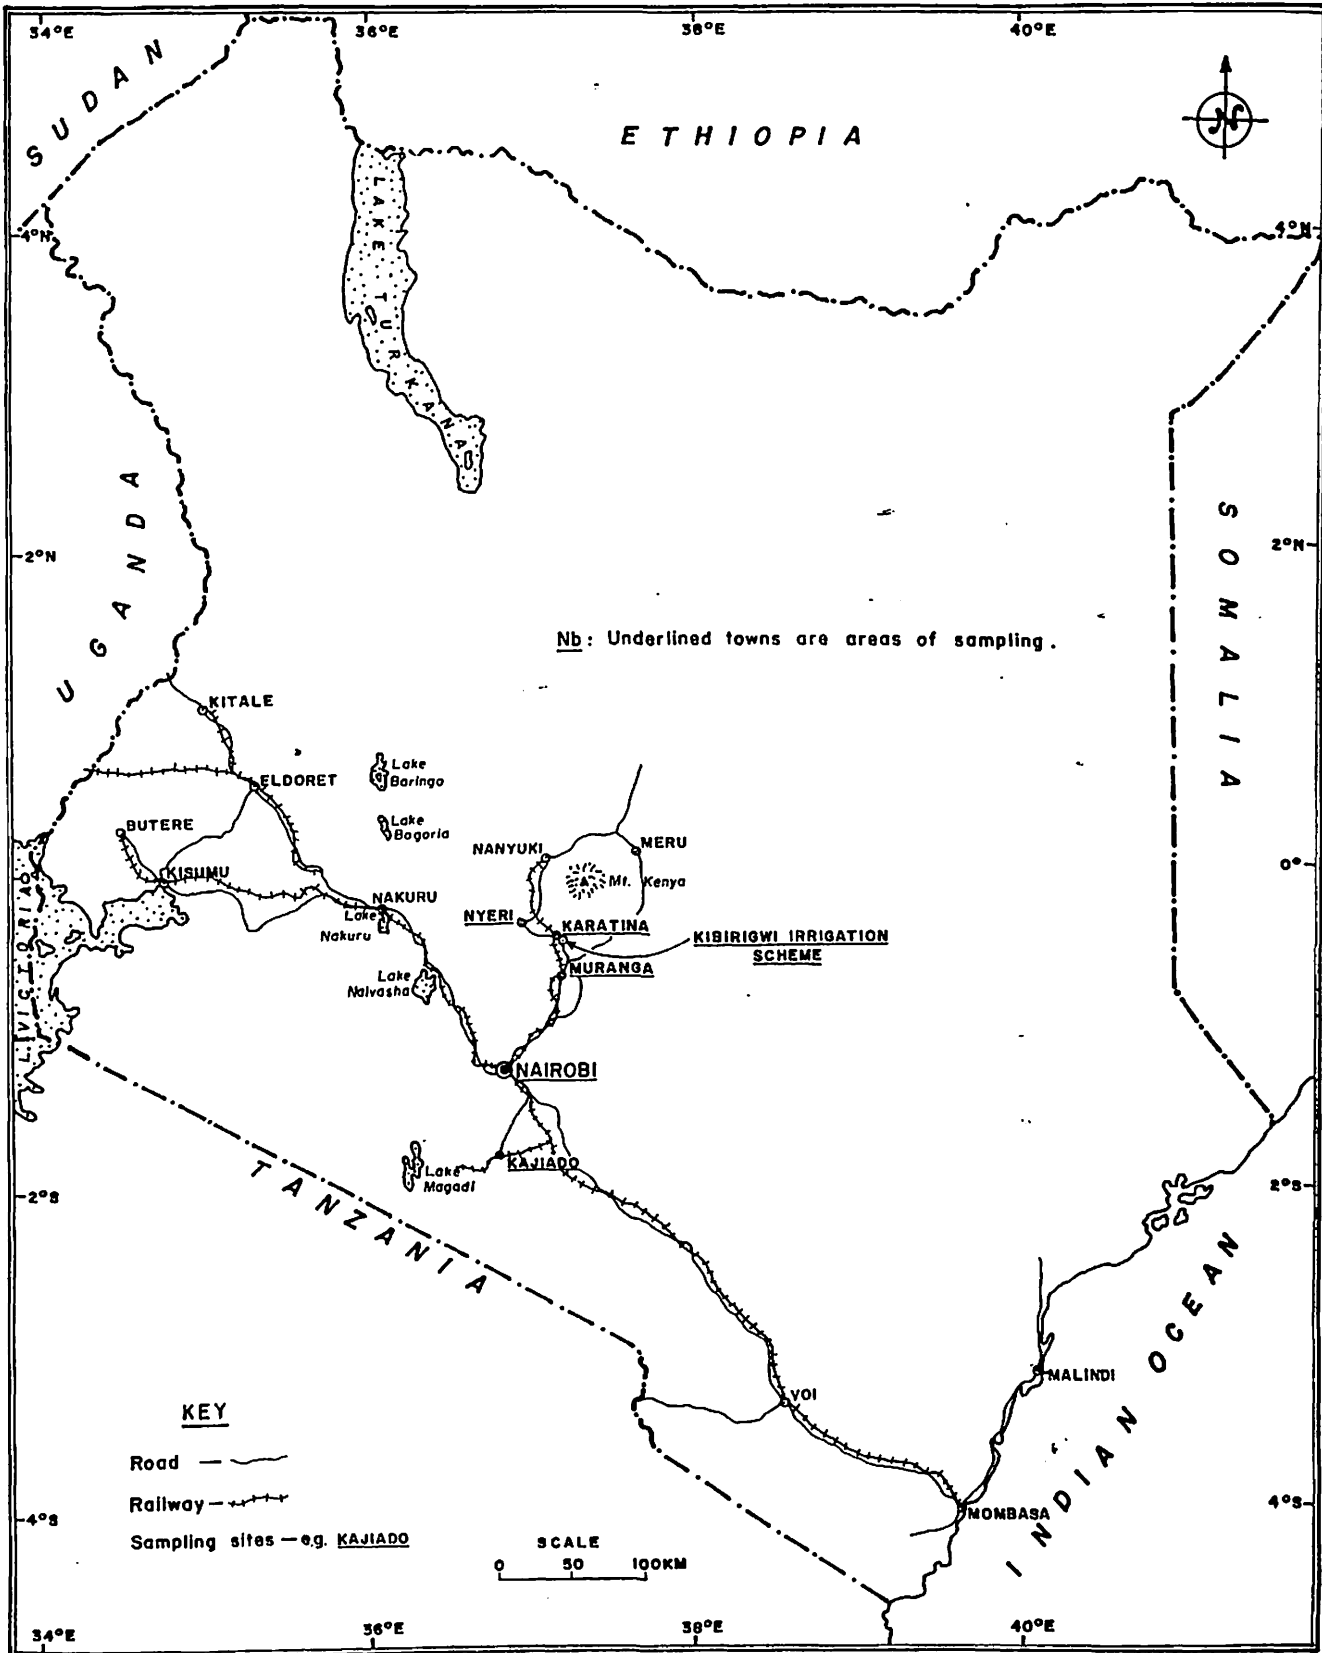 34°E
36°E
38°E
40°E
SUDAN
ETHIOPIA
N
LAKE TURKANA
4°N
4°N
UGANDA
SOMALIA
2°N
2°N
Nb: Underlined towns are areas of sampling.
KITALE
ELDORET
Lake
Baringo
BUTERE
Lake
Bogoria
NANYUKI
MERU
0°
KISUMU
Mt. Kenya
L. VICTORIA
NAKURU
Lake
Nakuru
NYERI
KARATINA
KIBIRIGWI IRRIGATION
SCHEME
MURANGA
Lake
Naivasha
NAIROBI
KAJIADO
Lake
Magadi
2°S
2°S
TANZANIA
INDIAN OCEAN
MALINDI
VOI
KEY
Road
Railway
Sampling sites — e.g. KAJIADO
MOMBASA
4°S
4°S
SCALE
0 50 100KM
34°E
36°E
38°E
40°E